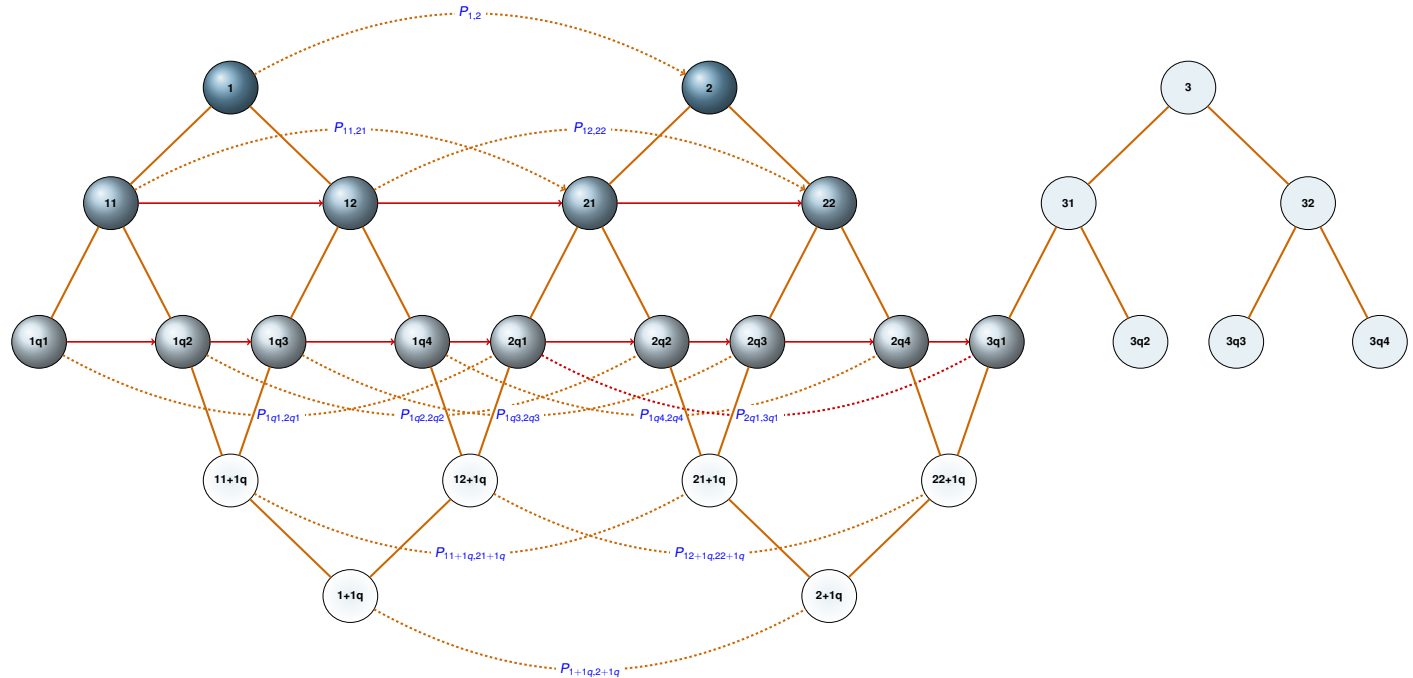 P1,2
1 2 3
P11,21 P12,22
11 12 21 22 31 32
1q1 1q2 1q3 1q4 2q1 2q2 2q3 2q4 3q1 3q2 3q3 3q4
P1q1,2q1 P1q2,2q2 P1q3,2q3 P1q4,2q4 P2q1,3q1
11+1q 12+1q 21+1q 22+1q
P11+1q,21+1q P12+1q,22+1q
1+1q 2+1q
P1+1q,2+1q